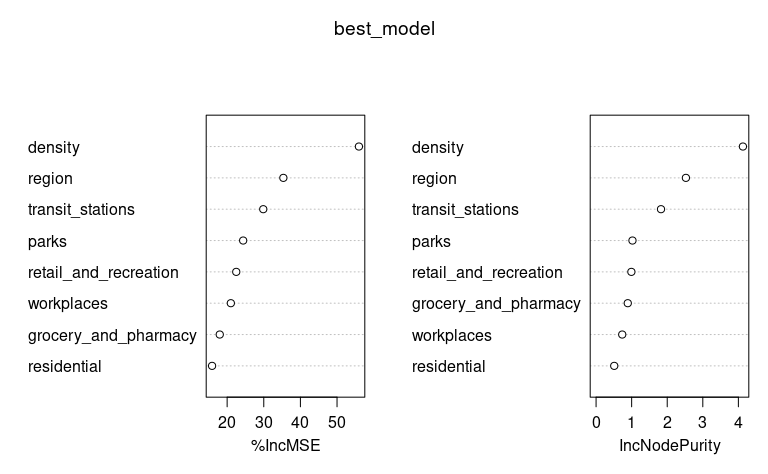 best_model
density
region
transit_stations
parks
retail_and_recreation
workplaces
grocery_and_pharmacy
residential
20 30 40 50
%IncMSE
density
region
transit_stations
parks
retail_and_recreation
grocery_and_pharmacy
workplaces
residential
0 1 2 3 4
IncNodePurity